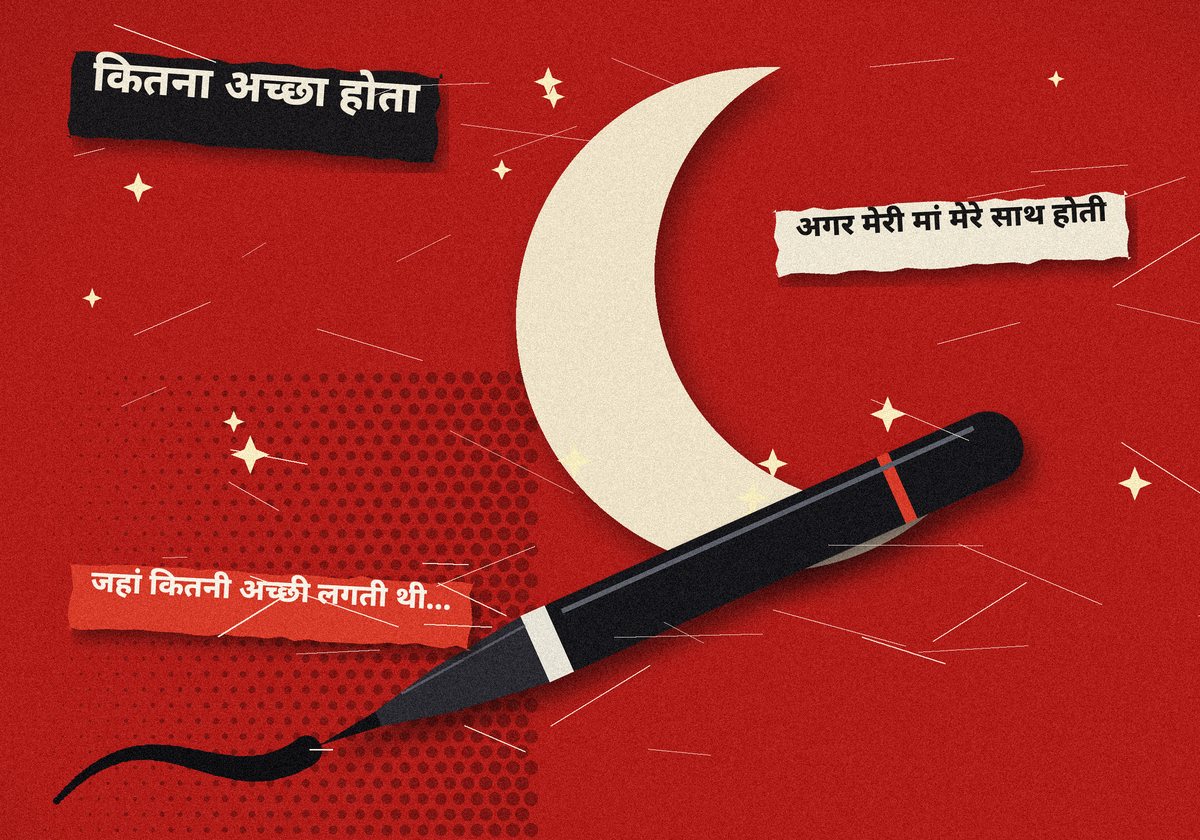 कितना अच्छा होता
अगर मेरी मां मेरे साथ होती
जहां कितनी अच्छी लगती थी...